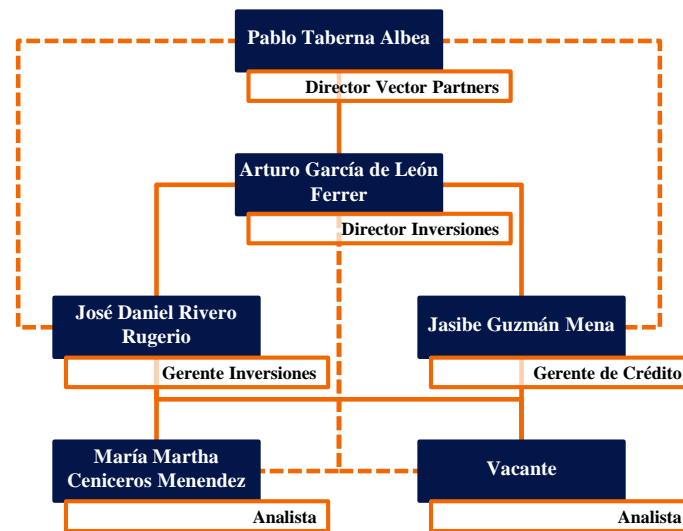 Pablo Taberna Albea
Director Vector Partners
Arturo García de León
Ferrer
Director Inversiones
José Daniel Rivero
Rugerio
Gerente Inversiones
Jasibe Guzmán Mena
Gerente de Crédito
María Martha
Ceniceros Menendez
Analista
Vacante
Analista